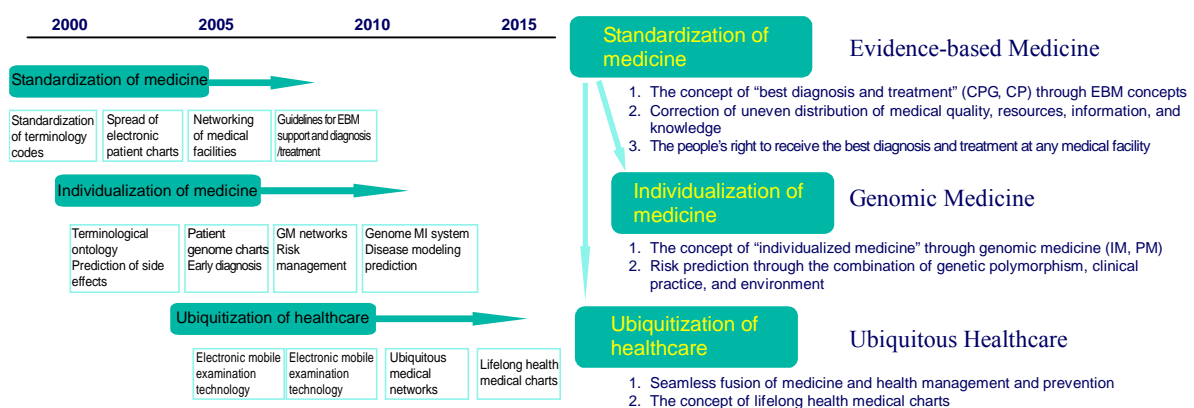 2000
2005
2010
2015
Standardization of medicine
Standardization
of terminology
codes
Spread of
electronic
patient charts
Networking
of medical
facilities
Guidelines for EBM
support and diagnosis
/treatment
Individualization of medicine
Terminological
ontology
Prediction of side
effects
Patient
genome charts
Early diagnosis
GM networks
Risk
management
Genome MI system
Disease modeling
prediction
Ubiquitization of healthcare
Electronic mobile
examination
technology
Electronic mobile
examination
technology
Ubiquitous
medical
networks
Lifelong health
medical charts
Standardization of
medicine
Evidence-based Medicine
1. The concept of “best diagnosis and treatment” (CPG, CP) through EBM concepts
2. Correction of uneven distribution of medical quality, resources, information, and
knowledge
3. The people’s right to receive the best diagnosis and treatment at any medical facility
Individualization of
medicine
Genomic Medicine
1. The concept of “individualized medicine” through genomic medicine (IM, PM)
2. Risk prediction through the combination of genetic polymorphism, clinical
practice, and environment
Ubiquitization of
healthcare
Ubiquitous Healthcare
1. Seamless fusion of medicine and health management and prevention
2. The concept of lifelong health medical charts